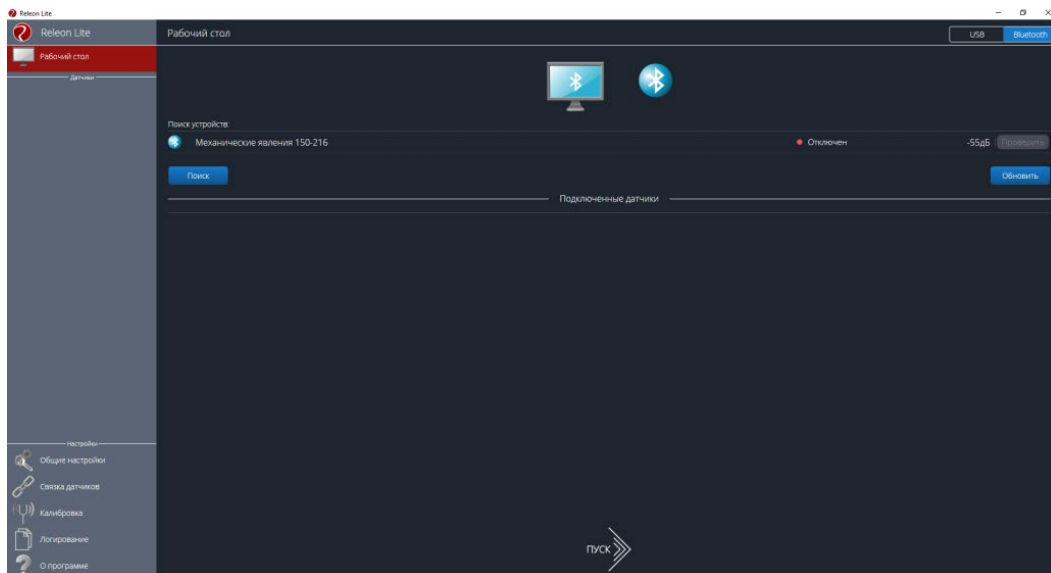 Releon Lite
Releon Lite
Рабочий стол
USB
Bluetooth
Рабочий стол
Датчики
Поиск устройств:
Механические явления 150-216
Отключен
-55дБ
Проверить
Поиск
Обновить
Подключенные датчики
Настройки
Общие настройки
Связка датчиков
Калибровка
Логирование
О программе
ПУСК